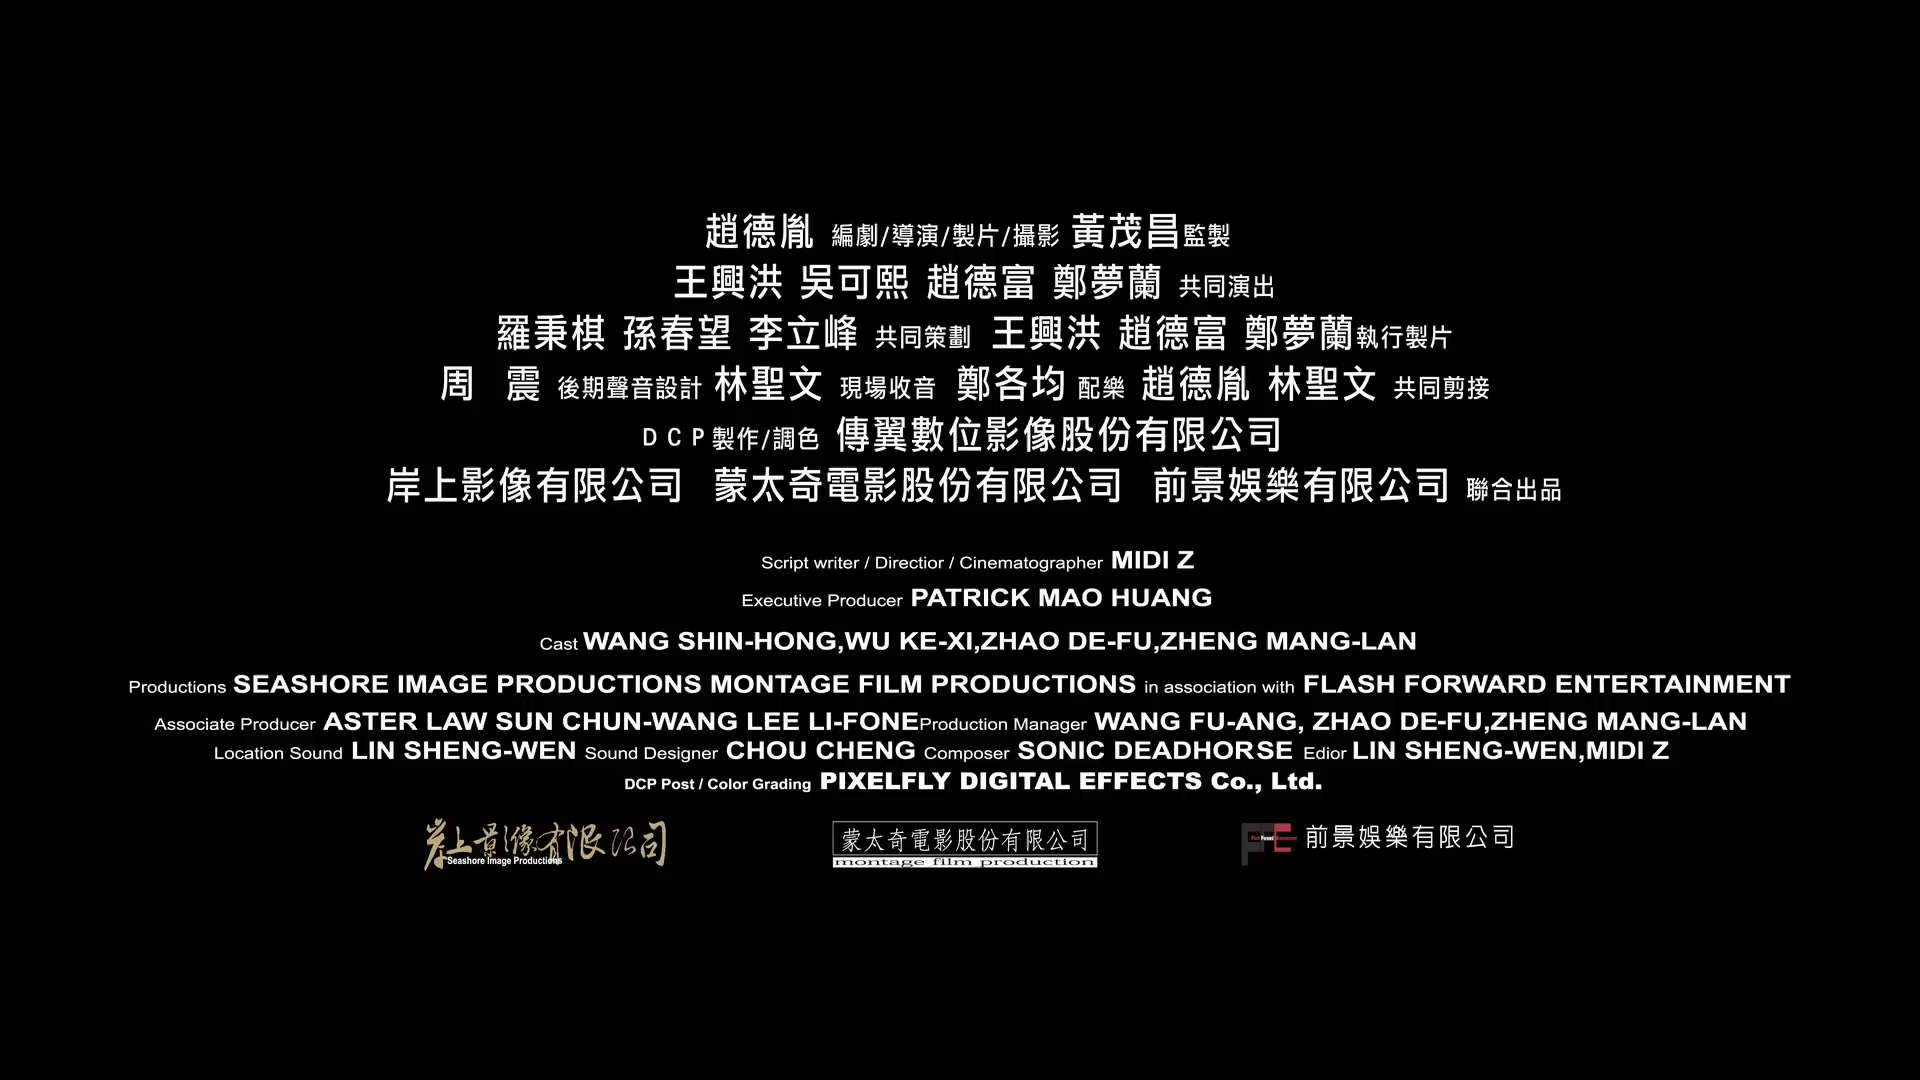 趙德胤 編劇/導演/製片/攝影 黃茂昌監製
王興洪 吳可熙 趙德富 鄭夢蘭 共同演出
羅秉棋 孫春望 李立峰 共同策劃 王興洪 趙德富 鄭夢蘭執行製片
周 震 後期聲音設計 林聖文 現場收音 鄭各均 配樂 趙德胤 林聖文 共同剪接
DCP製作/調色 傳翼數位影像股份有限公司
岸上影像有限公司 蒙太奇電影股份有限公司 前景娛樂有限公司 聯合出品
Script writer / Directior / Cinematographer MIDI Z
Executive Producer PATRICK MAO HUANG
Cast WANG SHIN-HONG,WU KE-XI,ZHAO DE-FU,ZHENG MANG-LAN
Productions SEASHORE IMAGE PRODUCTIONS MONTAGE FILM PRODUCTIONS in association with FLASH FORWARD ENTERTAINMENT
Associate Producer ASTER LAW SUN CHUN-WANG LEE LI-FONEProduction Manager WANG FU-ANG, ZHAO DE-FU,ZHENG MANG-LAN
Location Sound LIN SHENG-WEN Sound Designer CHOU CHENG Composer SONIC DEADHORSE Edior LIN SHENG-WEN,MIDI Z
DCP Post / Color Grading PIXELFLY DIGITAL EFFECTS Co., Ltd.
岸上影像有限公司
Seashore Image Productions
蒙太奇電影股份有限公司
montage film production
Flash Forward Entertainment
前景娛樂有限公司